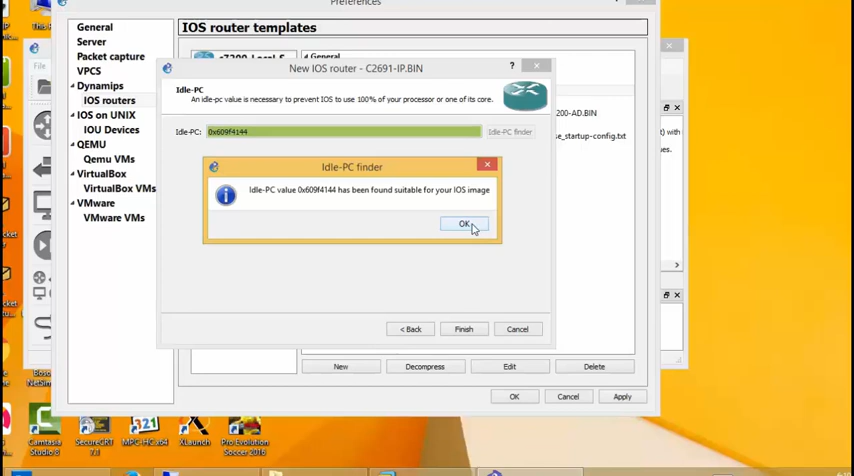 Preferences
General
Server
Packet capture
VPCS
Dynamips
IOS routers
IOS on UNIX
IOU Devices
QEMU
Qemu VMs
VirtualBox
VirtualBox VMs
VMware
VMware VMs
IOS router templates
General
New IOS router - C2691-IP.BIN
?
Idle-PC
An idle-pc value is necessary to prevent IOS to use 100% of your processor or one of its core.
Idle-PC: 0x609f4144 Idle-PC finder
Idle-PC finder
Idle-PC value 0x609f4144 has been found suitable for your IOS image
OK
< Back Finish Cancel
200-AD.BIN
se_startup-config.txt
New Decompress Edit Delete
OK Cancel Apply
File
with
Camtasia
Studio 8
SecureCRT
7.1
MPC-HC.x64
XLaunch
Pro Evolution
Soccer 2016